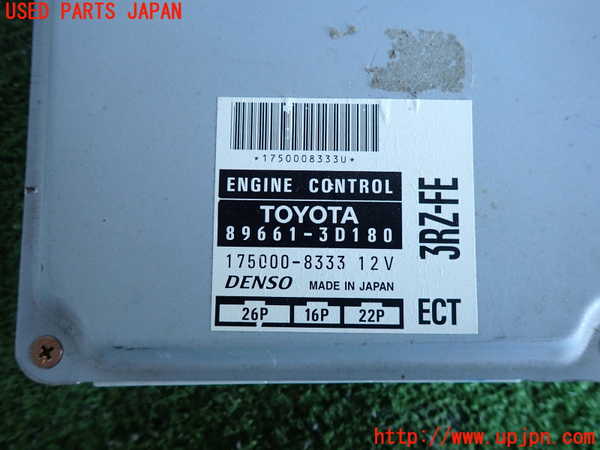 USED PARTS JAPAN
*1750008333U*
ENGINE CONTROL
TOYOTA
89661-3D180
175000-8333 12V
DENSO MADE IN JAPAN
26P 16P 22P
3RZ-FE
ECT
http://www.upjpn.com/